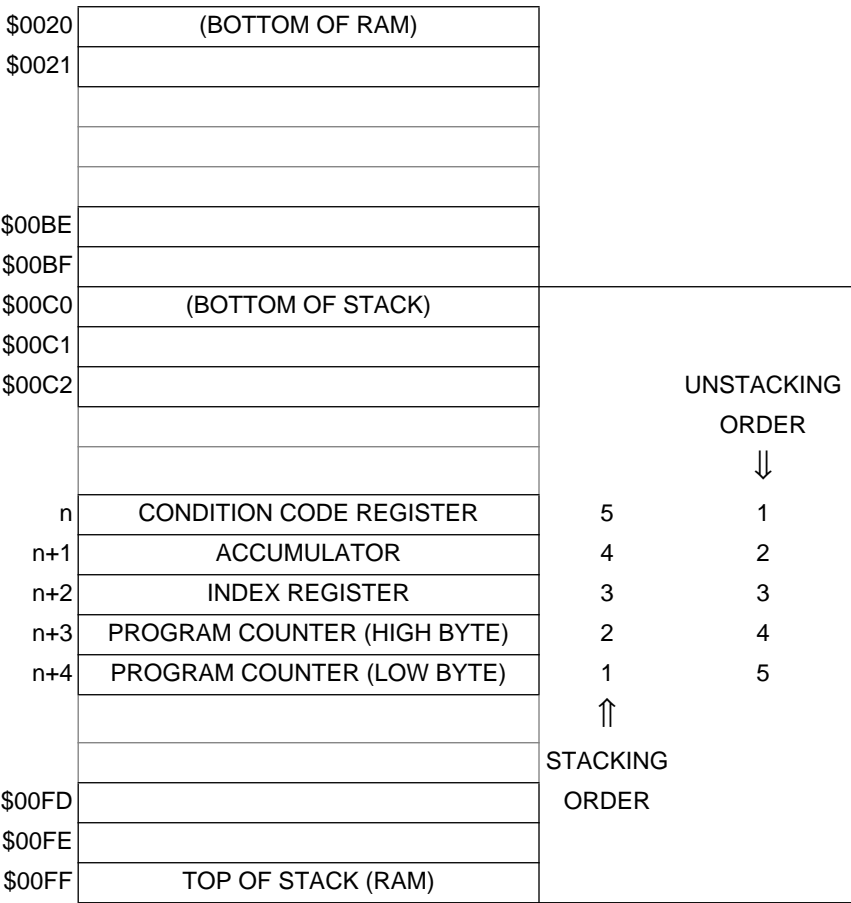 $0020 (BOTTOM OF RAM)
$0021
$00BE
$00BF
$00C0 (BOTTOM OF STACK)
$00C1
$00C2 UNSTACKING
ORDER
⇓
n CONDITION CODE REGISTER 5 1
n+1 ACCUMULATOR 4 2
n+2 INDEX REGISTER 3 3
n+3 PROGRAM COUNTER (HIGH BYTE) 2 4
n+4 PROGRAM COUNTER (LOW BYTE) 1 5
⇑
STACKING
$00FD ORDER
$00FE
$00FF TOP OF STACK (RAM)